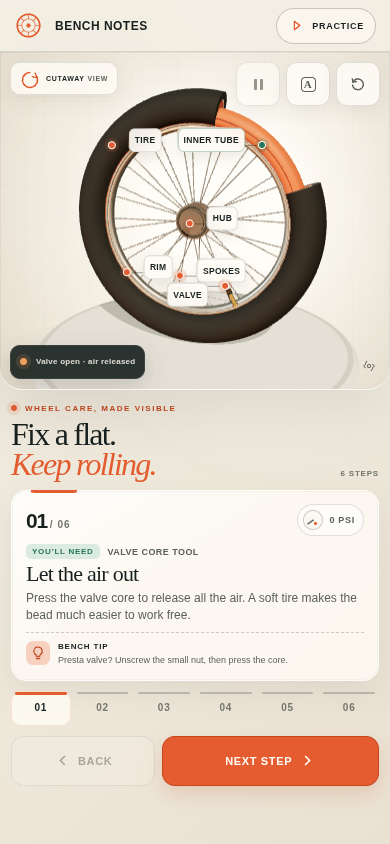 BENCH NOTES
PRACTICE
CUTAWAY VIEW
A
TIRE
INNER TUBE
HUB
RIM
SPOKES
VALVE
Valve open · air released
WHEEL CARE, MADE VISIBLE
Fix a flat.
Keep rolling.
6 STEPS
01 / 06
0 PSI
YOU'LL NEED
VALVE CORE TOOL
Let the air out
Press the valve core to release all the air. A soft tire makes the
bead much easier to work free.
BENCH TIP
Presta valve? Unscrew the small nut, then press the core.
01 02 03 04 05 06
BACK
NEXT STEP